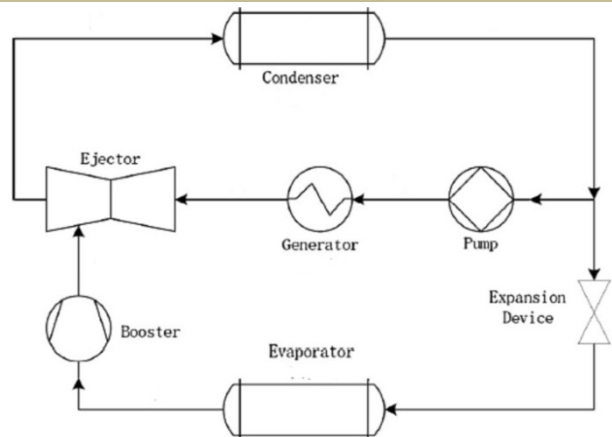 Condenser
Ejector
Generator
Pump
Expansion
Device
Booster
Evaporator